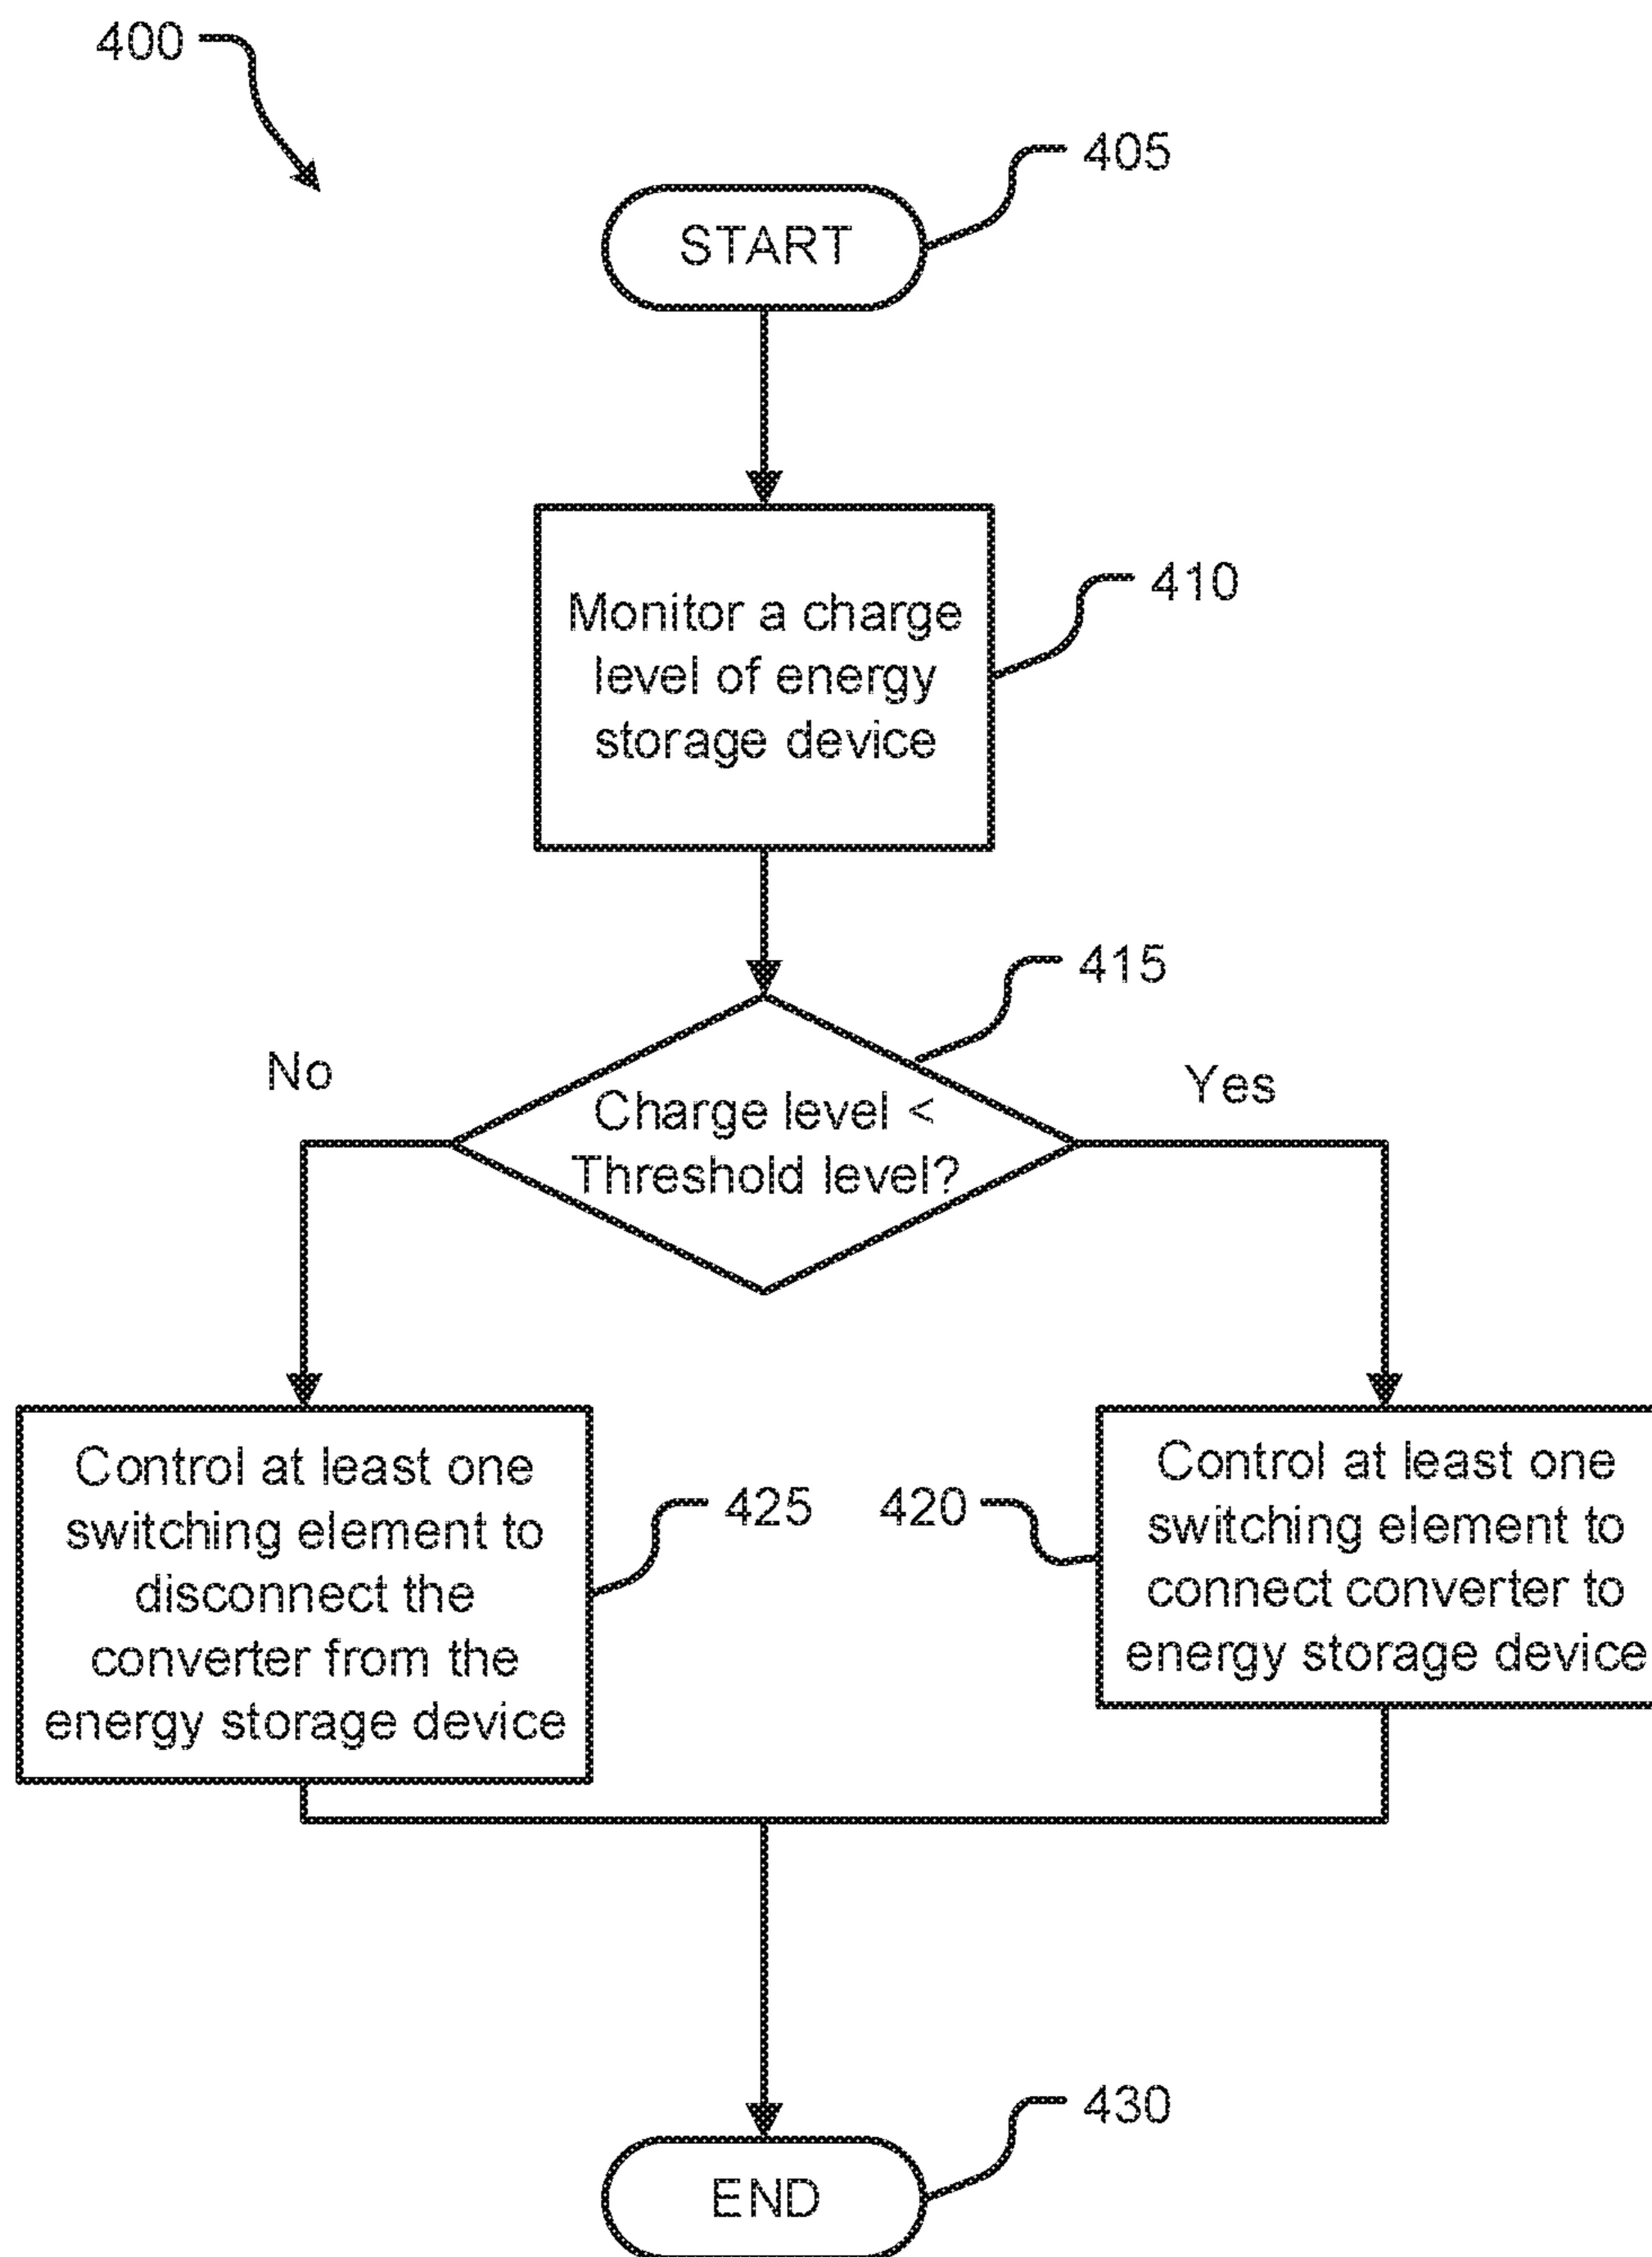 400
405
START
410
Monitor a charge
level of energy
storage device
415
No
Yes
Charge level <
Threshold level?
Control at least one
switching element to
disconnect the
converter from the
energy storage device
425
420
Control at least one
switching element to
connect converter to
energy storage device
430
END